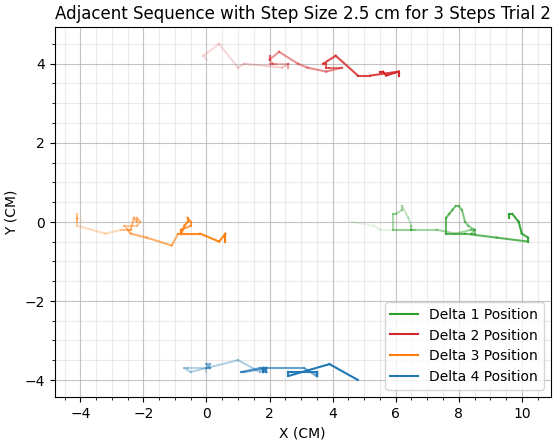 Adjacent Sequence with Step Size 2.5 cm for 3 Steps Trial 2
Y (CM)
4
2
0
−2
−4
Delta 1 Position
Delta 2 Position
Delta 3 Position
Delta 4 Position
−4 −2 0 2 4 6 8 10
X (CM)